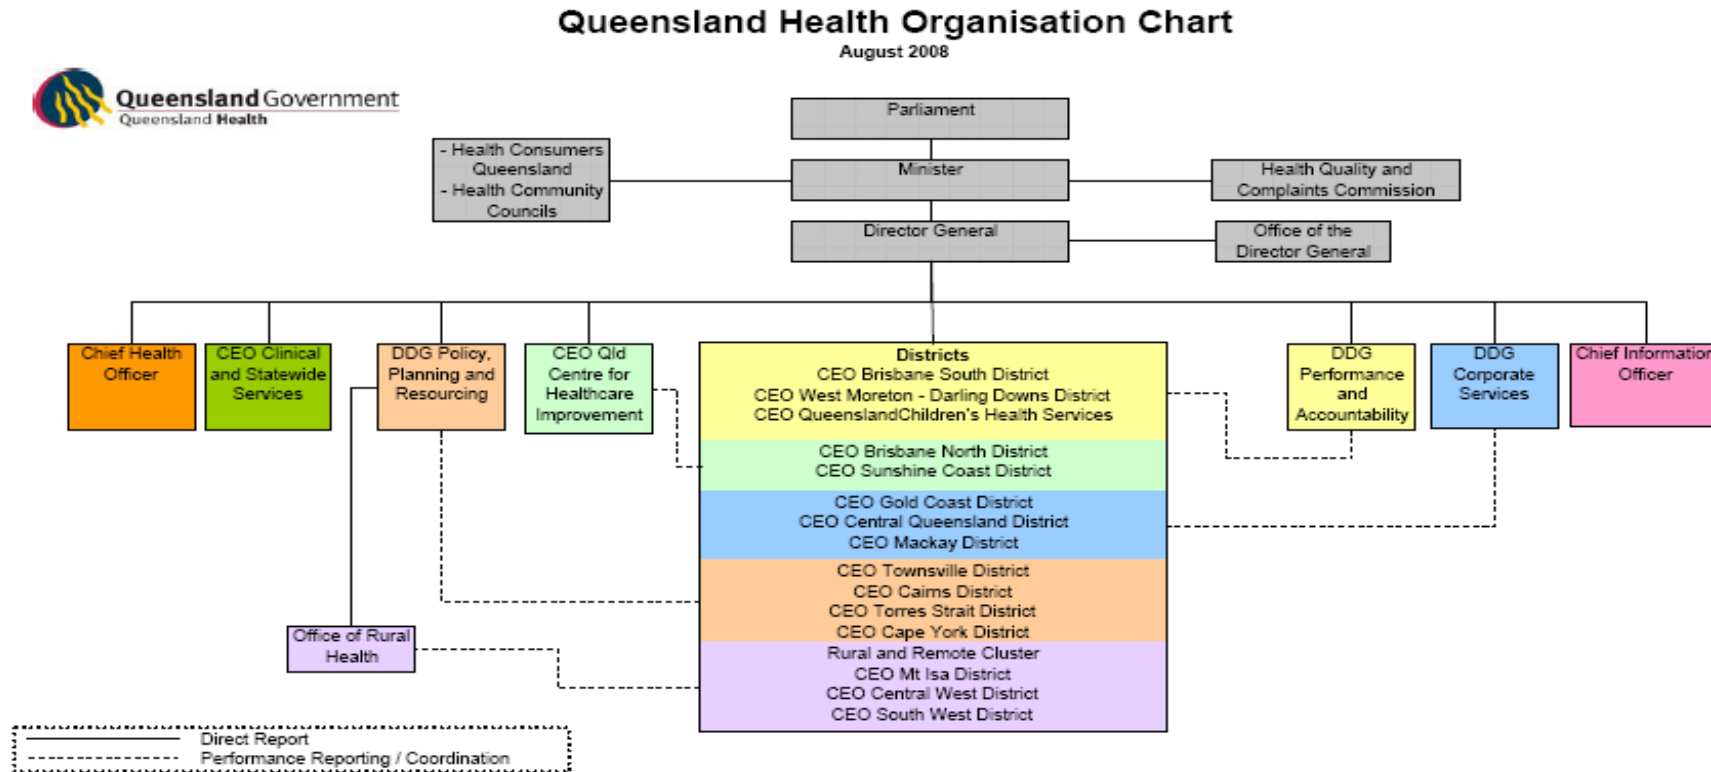 Queensland Health Organisation Chart
August 2008
Queensland Government
Queensland Health
Parliament
- Health Consumers
Queensland
- Health Community
Councils
Minister
Health Quality and
Complaints Commission
Director General
Office of the
Director General
Chief Health
Officer
CEO Clinical
and Statewide
Services
DDG Policy,
Planning and
Resourcing
CEO Qld
Centre for
Healthcare
Improvement
Districts
CEO Brisbane South District
CEO West Moreton - Darling Downs District
CEO QueenslandChildren's Health Services
CEO Brisbane North District
CEO Sunshine Coast District
CEO Gold Coast District
CEO Central Queensland District
CEO Mackay District
CEO Townsville District
CEO Cairns District
CEO Torres Strait District
CEO Cape York District
Rural and Remote Cluster
CEO Mt Isa District
CEO Central West District
CEO South West District
DDG
Performance
and
Accountability
DDG
Corporate
Services
Chief Information
Officer
Office of Rural
Health
Direct Report
Performance Reporting / Coordination